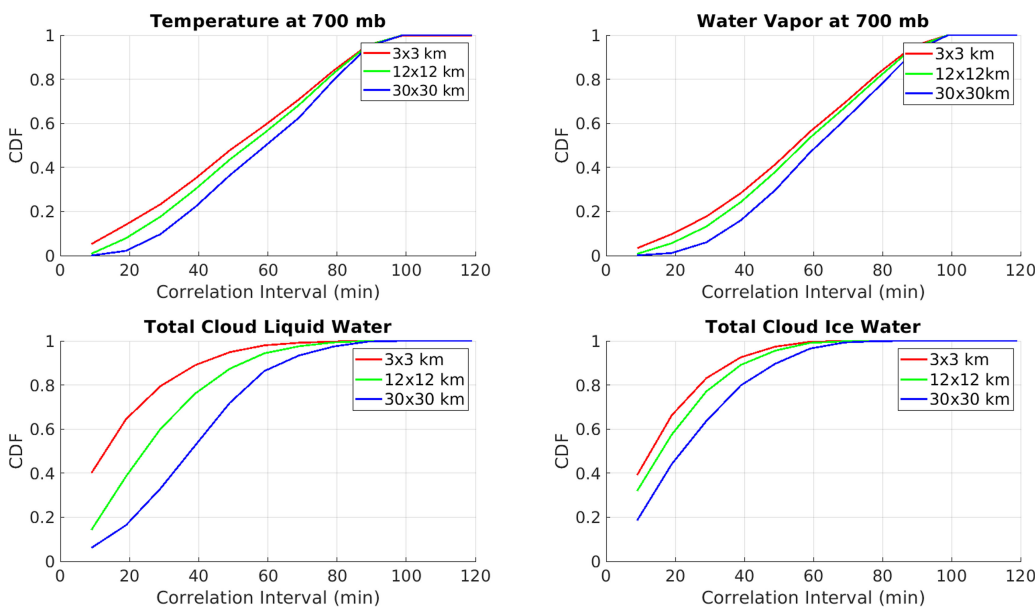 Temperature at 700 mb
CDF
1
0.8
0.6
0.4
0.2
0
3x3 km
12x12 km
30x30 km
0 20 40 60 80 100 120
Correlation Interval (min)
Water Vapor at 700 mb
CDF
1
0.8
0.6
0.4
0.2
0
3x3 km
12x12km
30x30km
0 20 40 60 80 100 120
Correlation Interval (min)
Total Cloud Liquid Water
CDF
1
0.8
0.6
0.4
0.2
0
3x3 km
12x12 km
30x30 km
0 20 40 60 80 100 120
Correlation Interval (min)
Total Cloud Ice Water
CDF
1
0.8
0.6
0.4
0.2
0
3x3 km
12x12 km
30x30 km
0 20 40 60 80 100 120
Correlation Interval (min)